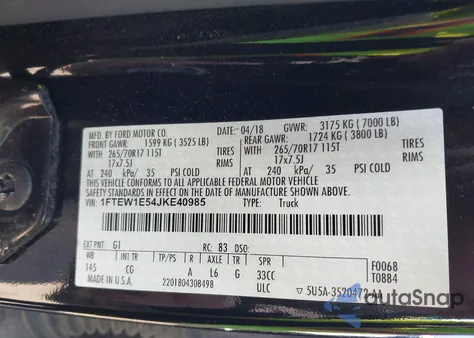 MFD. BY FORD MOTOR CO.
04/18 GVWR: 3175 KG (7000 LB)
FRONT GAWR: 1599 KG (3525 LB) REAR GAWR: 1724 KG (3800 LB)
WITH 265/70R17 115T TIRES WITH 265/70R17 115T TIRES
17x7.5J RIMS 17x7.5J RIMS
AT 240 kPa/ 35 PSI COLD AT 240 kPa/ 35 PSI COLD
THIS VEHICLE CONFORMS TO ALL APPLICABLE FEDERAL MOTOR VEHICLE
SAFETY STANDARDS IN EFFECT ON THE DATE OF MANUFACTURE SHOWN ABOVE.
VIN: 1FTEW1E54JKE40985 TYPE: Truck
EXT PNT: G1 RC: 83 DSO: F0068
WB INT TR TP/PS R AXLE TR SPR T0884
145 CG A L6 G 33CC
MADE IN U.S.A. 2201804308498 ULC 5U5A-3520472-AA
autoSnap